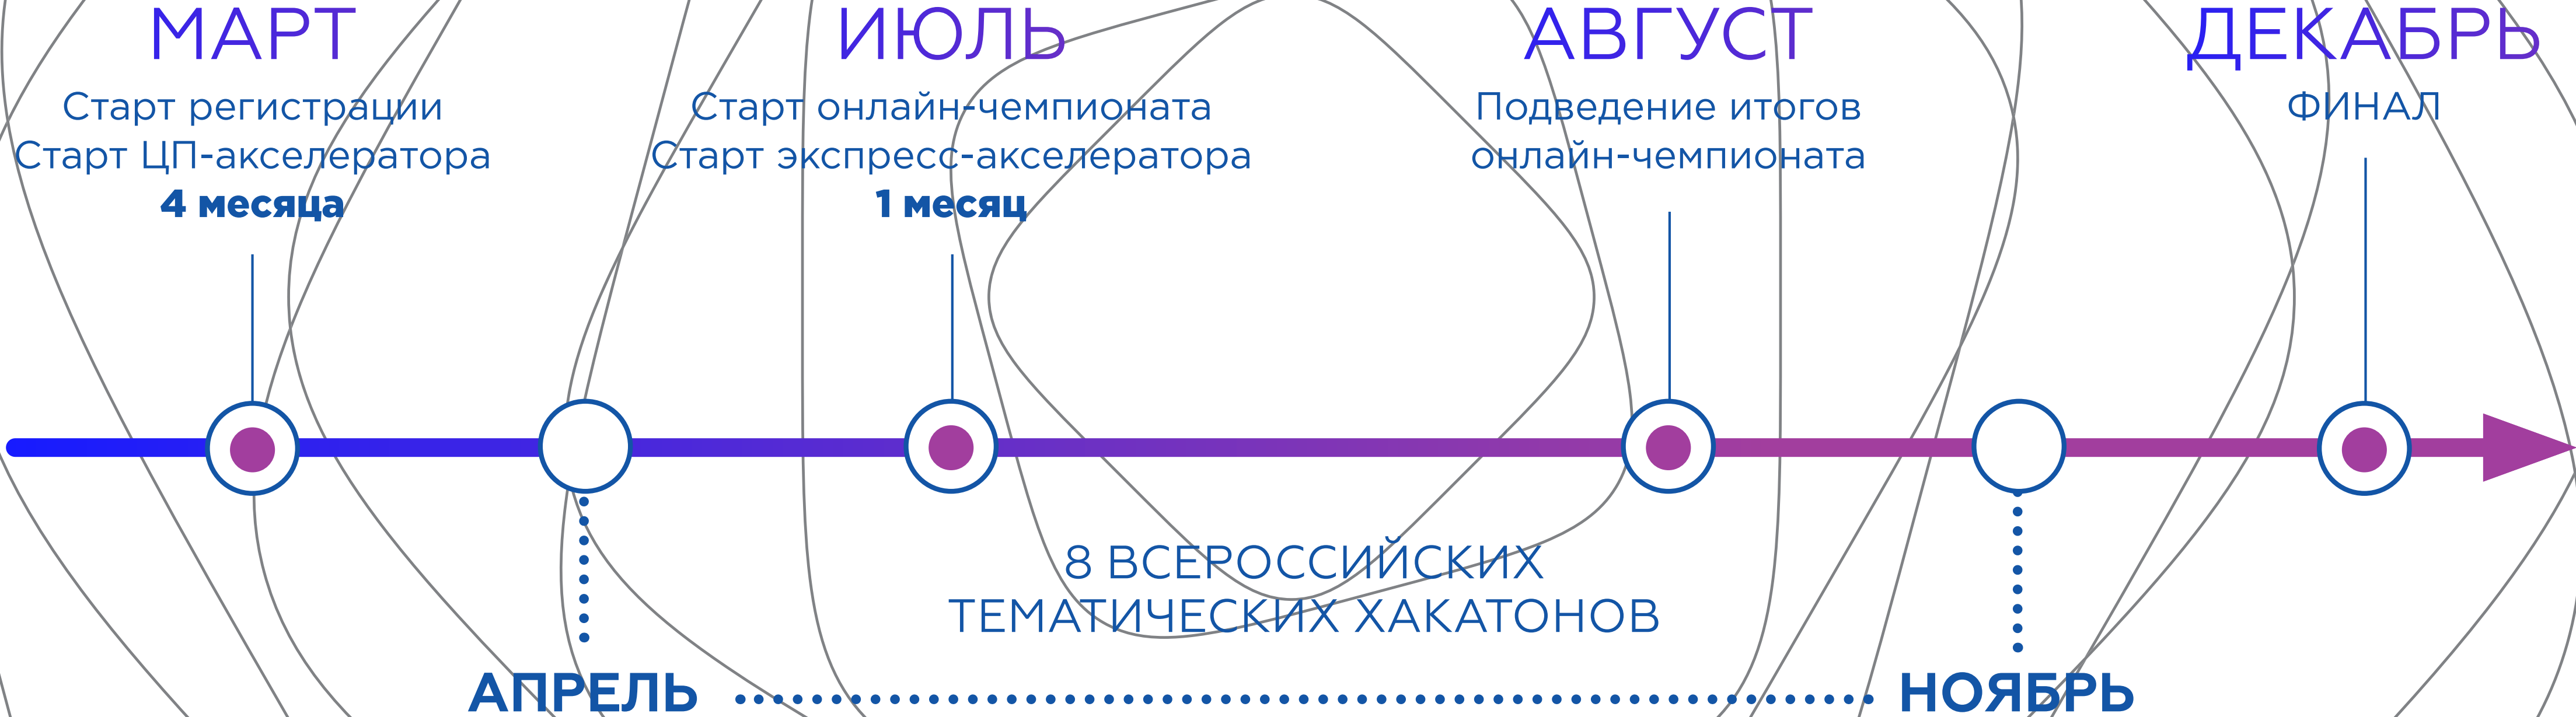 МАРТ
Старт регистрации
Старт ЦП-акселератора
4 месяца
ИЮЛЬ
Старт онлайн-чемпионата
Старт экспресс-акселератора
1 месяц
АВГУСТ
Подведение итогов
онлайн-чемпионата
ДЕКАБРЬ
ФИНАЛ
8 ВСЕРОССИЙСКИХ
ТЕМАТИЧЕСКИХ ХАКАТОНОВ
АПРЕЛЬ
НОЯБРЬ